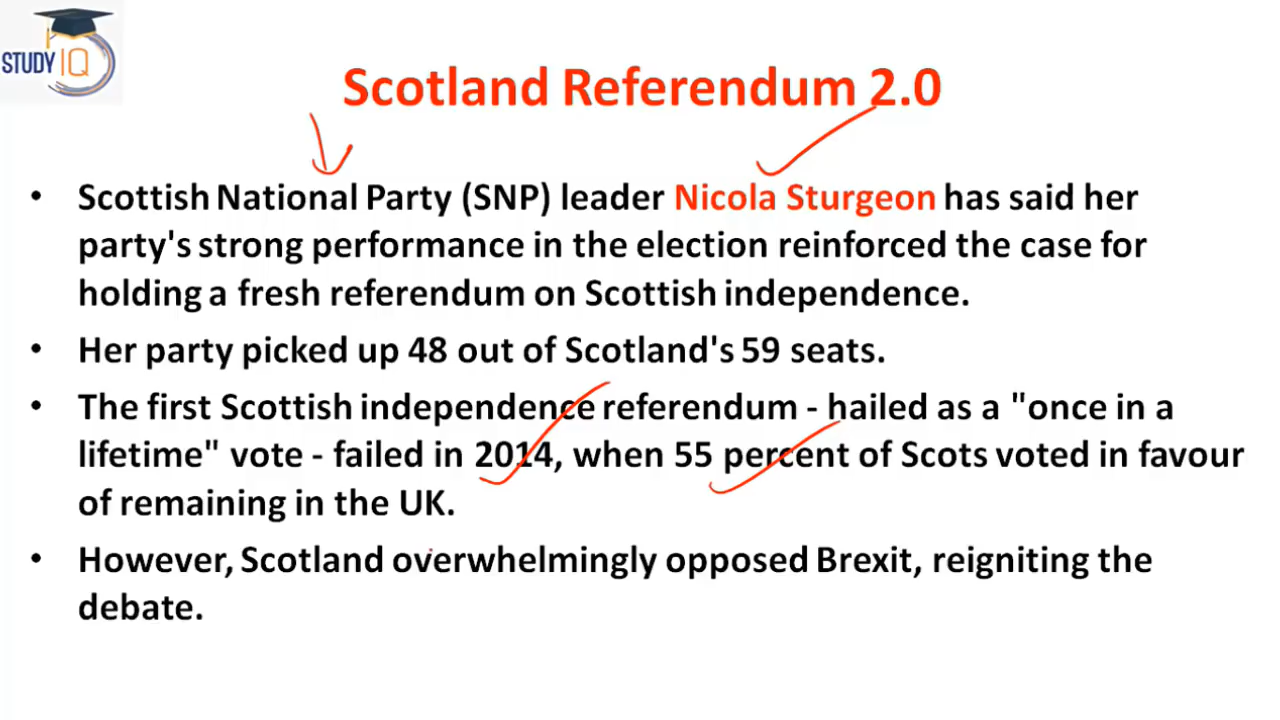 STUDY IQ
Scotland Referendum 2.0
• Scottish National Party (SNP) leader Nicola Sturgeon has said her
party's strong performance in the election reinforced the case for
holding a fresh referendum on Scottish independence.
• Her party picked up 48 out of Scotland's 59 seats.
• The first Scottish independence referendum - hailed as a "once in a
lifetime" vote - failed in 2014, when 55 percent of Scots voted in favour
of remaining in the UK.
• However, Scotland overwhelmingly opposed Brexit, reigniting the
debate.